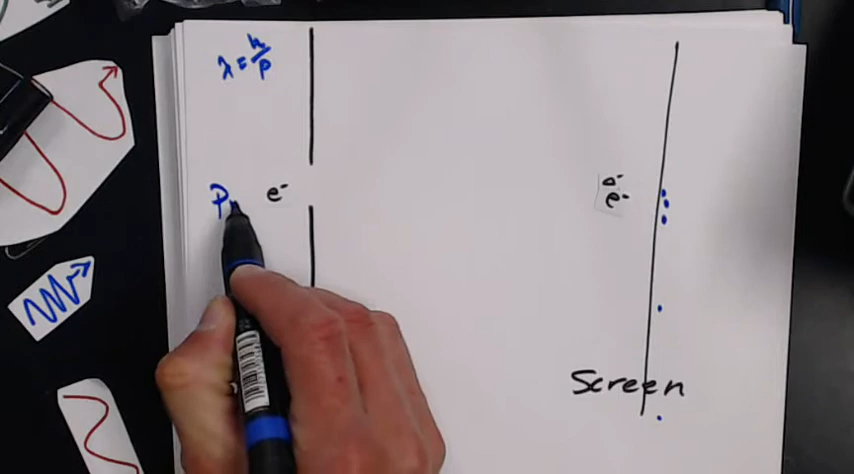 λ = h/p
P
e⁻
e⁻
e⁻
Screen